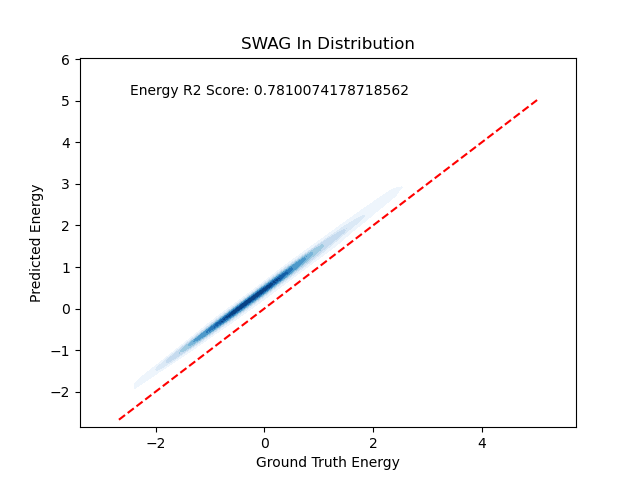 SWAG In Distribution
Energy R2 Score: 0.7810074178718562
6
5
4
3
2
1
0
−1
−2
Predicted Energy
−2 0 2 4
Ground Truth Energy